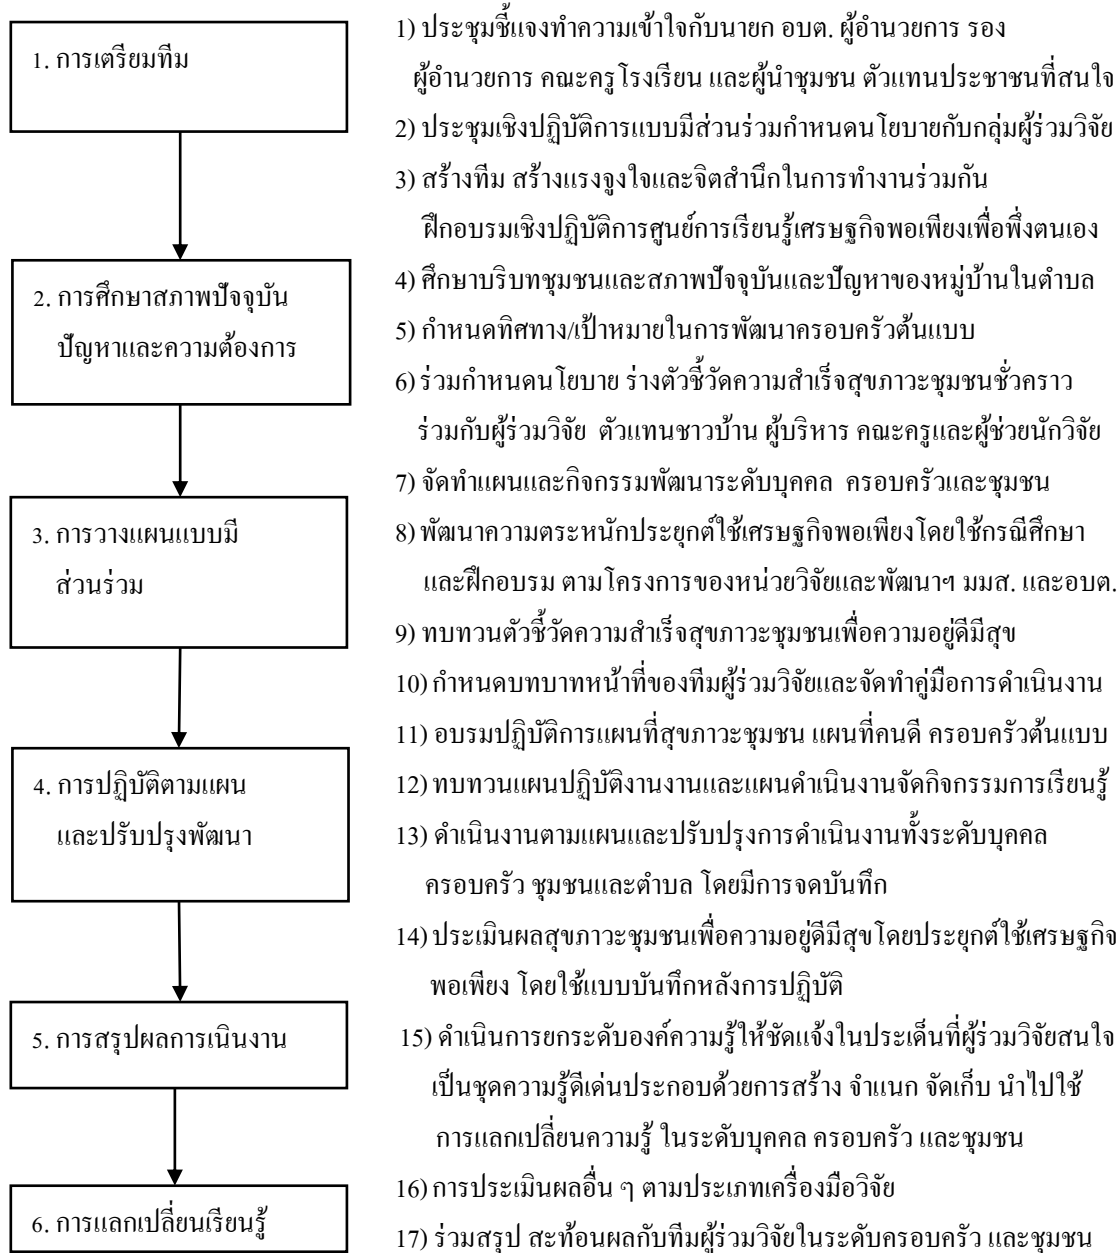 1. การเตรียมทีม
2. การศึกษาสภาพปัจจุบัน
ปัญหาและความต้องการ
3. การวางแผนแบบมี
ส่วนร่วม
4. การปฏิบัติตามแผน
และปรับปรุงพัฒนา
5. การสรุปผลการเนินงาน
6. การแลกเปลี่ยนเรียนรู้
1) ประชุมชี้แจงทำความเข้าใจกับนายก อบต. ผู้อำนวยการ รอง
ผู้อำนวยการ คณะครูโรงเรียน และผู้นำชุมชน ตัวแทนประชาชนที่สนใจ
2) ประชุมเชิงปฏิบัติการแบบมีส่วนร่วมกำหนดนโยบายกับกลุ่มผู้ร่วมวิจัย
3) สร้างทีม สร้างแรงจูงใจและจิตสำนึกในการทำงานร่วมกัน
ฝึกอบรมเชิงปฏิบัติการศูนย์การเรียนรู้เศรษฐกิจพอเพียงเพื่อพึ่งตนเอง
4) ศึกษาบริบทชุมชนและสภาพปัจจุบันและปัญหาของหมู่บ้านในตำบล
5) กำหนดทิศทาง/เป้าหมายในการพัฒนาครอบครัวต้นแบบ
6) ร่วมกำหนดนโยบาย ร่างตัวชี้วัดความสำเร็จสุขภาวะชุมชนชั่วคราว
ร่วมกับผู้ร่วมวิจัย ตัวแทนชาวบ้าน ผู้บริหาร คณะครูและผู้ช่วยนักวิจัย
7) จัดทำแผนและกิจกรรมพัฒนาระดับบุคคล ครอบครัวและชุมชน
8) พัฒนาความตระหนักประยุกต์ใช้เศรษฐกิจพอเพียงโดยใช้กรณีศึกษา
และฝึกอบรม ตามโครงการของหน่วยวิจัยและพัฒนาฯ มมส. และอบต.
9) ทบทวนตัวชี้วัดความสำเร็จสุขภาวะชุมชนเพื่อความอยู่ดีมีสุข
10) กำหนดบทบาทหน้าที่ของทีมผู้ร่วมวิจัยและจัดทำคู่มือการดำเนินงาน
11) อบรมปฏิบัติการแผนที่สุขภาวะชุมชน แผนที่คนดี ครอบครัวต้นแบบ
12) ทบทวนแผนปฏิบัติงานงานและแผนดำเนินงานจัดกิจกรรมการเรียนรู้
13) ดำเนินงานตามแผนและปรับปรุงการดำเนินงานทั้งระดับบุคคล
ครอบครัว ชุมชนและตำบล โดยมีการจดบันทึก
14) ประเมินผลสุขภาวะชุมชนเพื่อความอยู่ดีมีสุขโดยประยุกต์ใช้เศรษฐกิจ
พอเพียง โดยใช้แบบบันทึกหลังการปฏิบัติ
15) ดำเนินการยกระดับองค์ความรู้ให้ชัดแจ้งในประเด็นที่ผู้ร่วมวิจัยสนใจ
เป็นชุดความรู้ดีเด่นประกอบด้วยการสร้าง จำแนก จัดเก็บ นำไปใช้
การแลกเปลี่ยนความรู้ ในระดับบุคคล ครอบครัว และชุมชน
16) การประเมินผลอื่น ๆ ตามประเภทเครื่องมือวิจัย
17) ร่วมสรุป สะท้อนผลกับทีมผู้ร่วมวิจัยในระดับครอบครัว และชุมชน